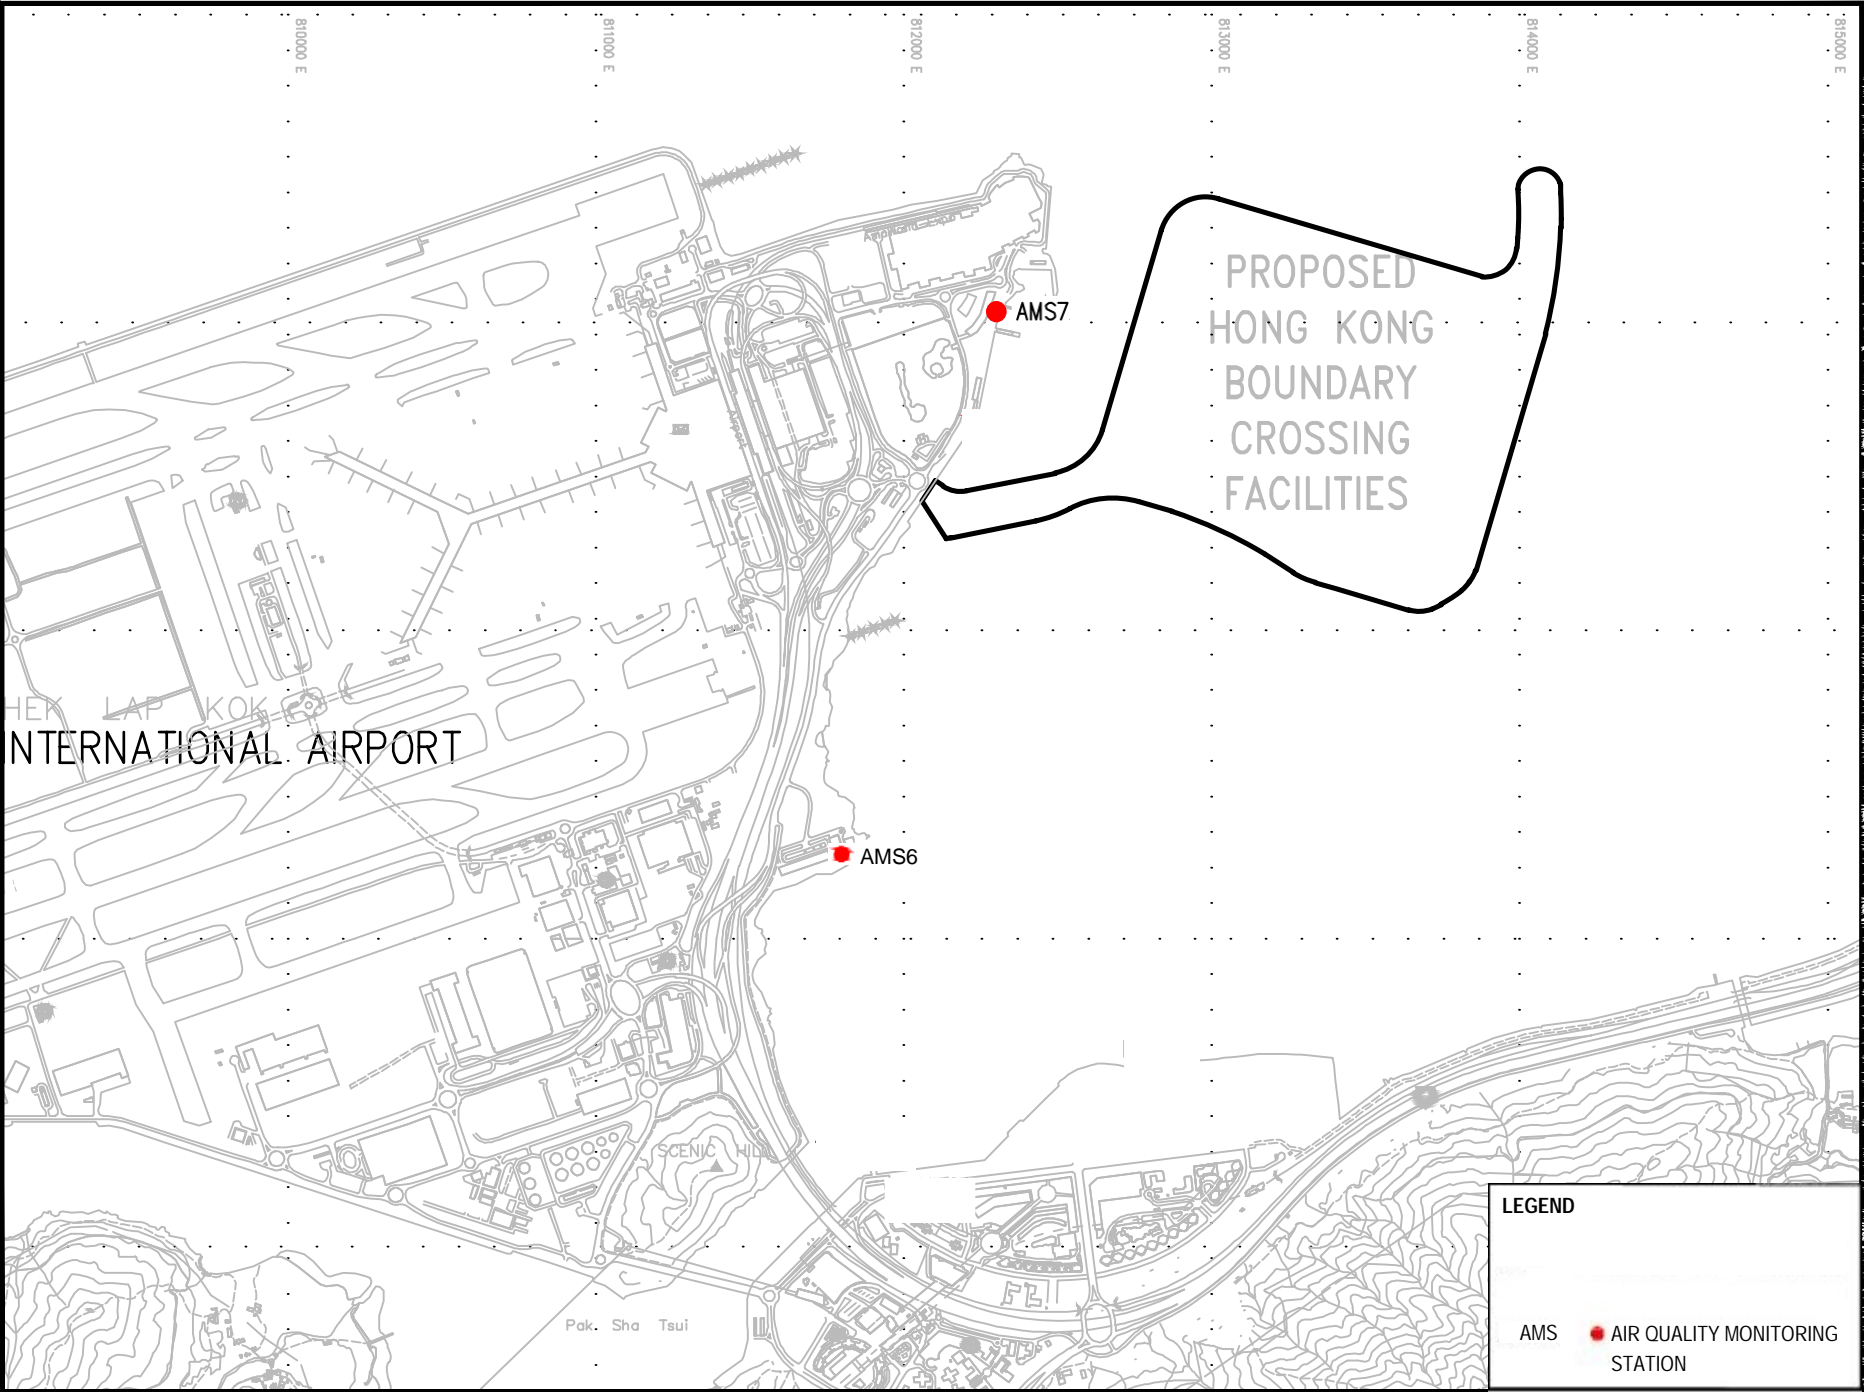 810000 E
811000 E
812000 E
813000 E
814000 E
815000 E
PROPOSED
HONG KONG
BOUNDARY
CROSSING
FACILITIES
AMS7
Airport
HEK LAP KOK
INTERNATIONAL AIRPORT
AMS6
SCENIC HILL
Pak Sha Tsui
LEGEND
AMS AIR QUALITY MONITORING
STATION